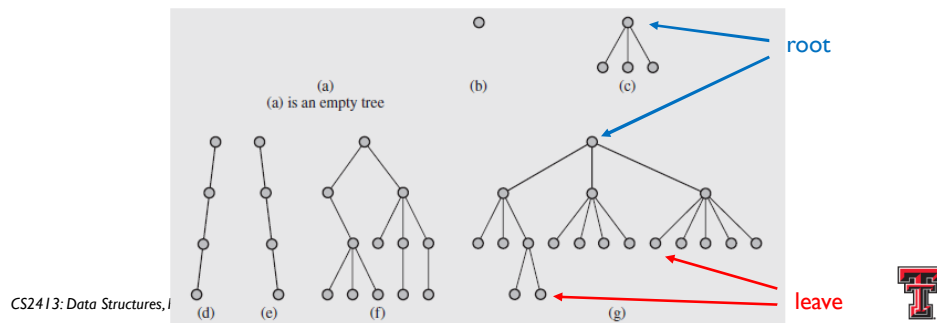 root
(a)
(b)
(c)
(a) is an empty tree
CS2413: Data Structures,
(d)
(e)
(f)
(g)
leave
T